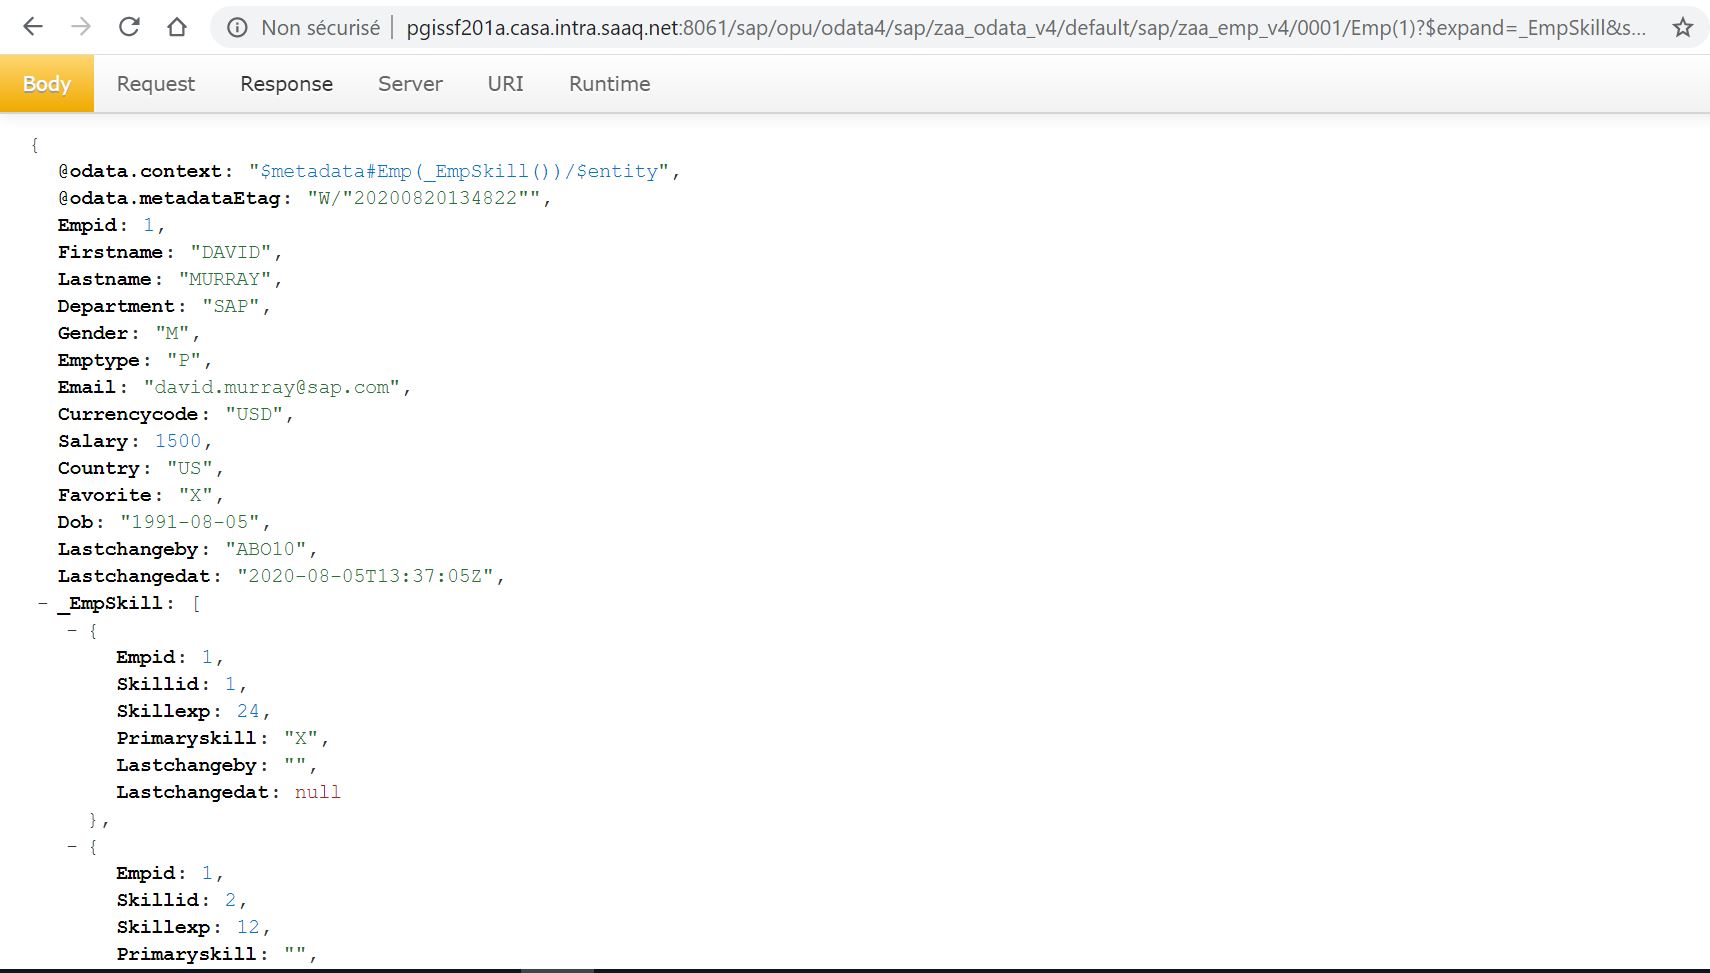 Non sécurisé | pgissf201a.casa.intra.saaq.net:8061/sap/opu/odata4/sap/zaa_odata_v4/default/sap/zaa_emp_v4/0001/Emp(1)?$expand=_EmpSkill&s...
Body Request Response Server URI Runtime
{
@odata.context: "$metadata#Emp(_EmpSkill())/$entity",
@odata.metadataEtag: "W/"20200820134822"",
Empid: 1,
Firstname: "DAVID",
Lastname: "MURRAY",
Department: "SAP",
Gender: "M",
Emptype: "P",
Email: "david.murray@sap.com",
Currencycode: "USD",
Salary: 1500,
Country: "US",
Favorite: "X",
Dob: "1991-08-05",
Lastchangeby: "ABO10",
Lastchangedat: "2020-08-05T13:37:05Z",
- _EmpSkill: [
- {
Empid: 1,
Skillid: 1,
Skillexp: 24,
Primaryskill: "X",
Lastchangeby: "",
Lastchangedat: null
},
- {
Empid: 1,
Skillid: 2,
Skillexp: 12,
Primaryskill: "",